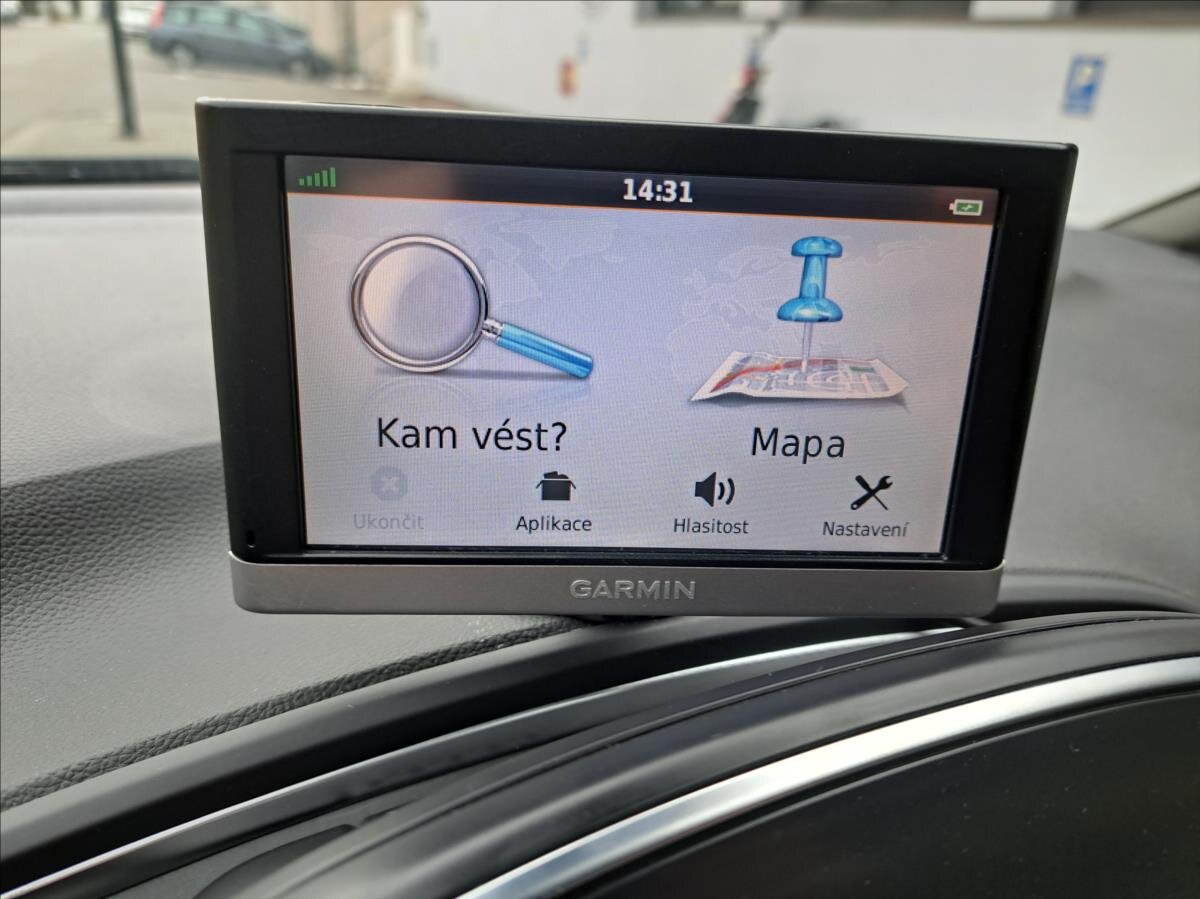 14:31
Kam vést?
Mapa
Ukončit
Aplikace
Hlasitost
Nastavení
GARMIN